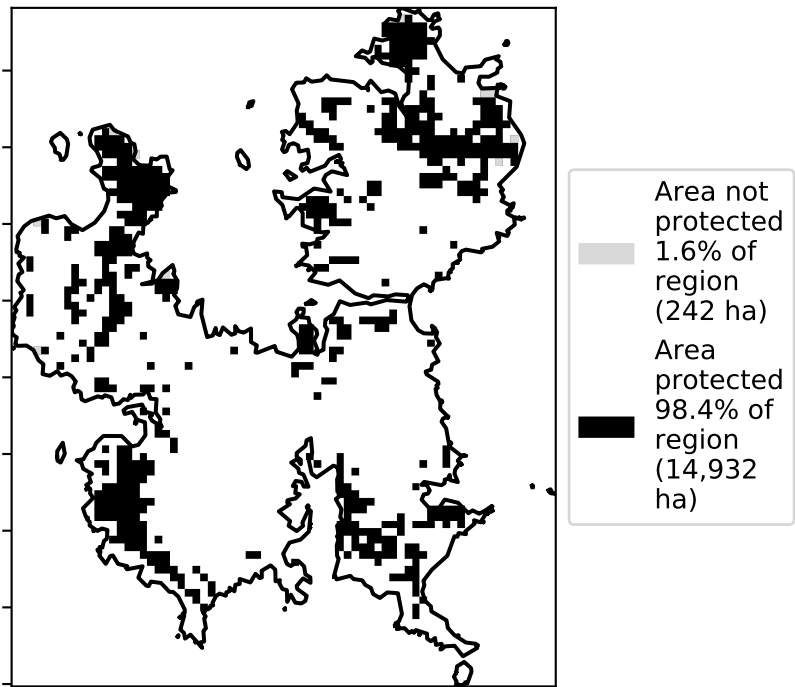 Area not
protected
1.6% of
region
(242 ha)
Area
protected
98.4% of
region
(14,932
ha)